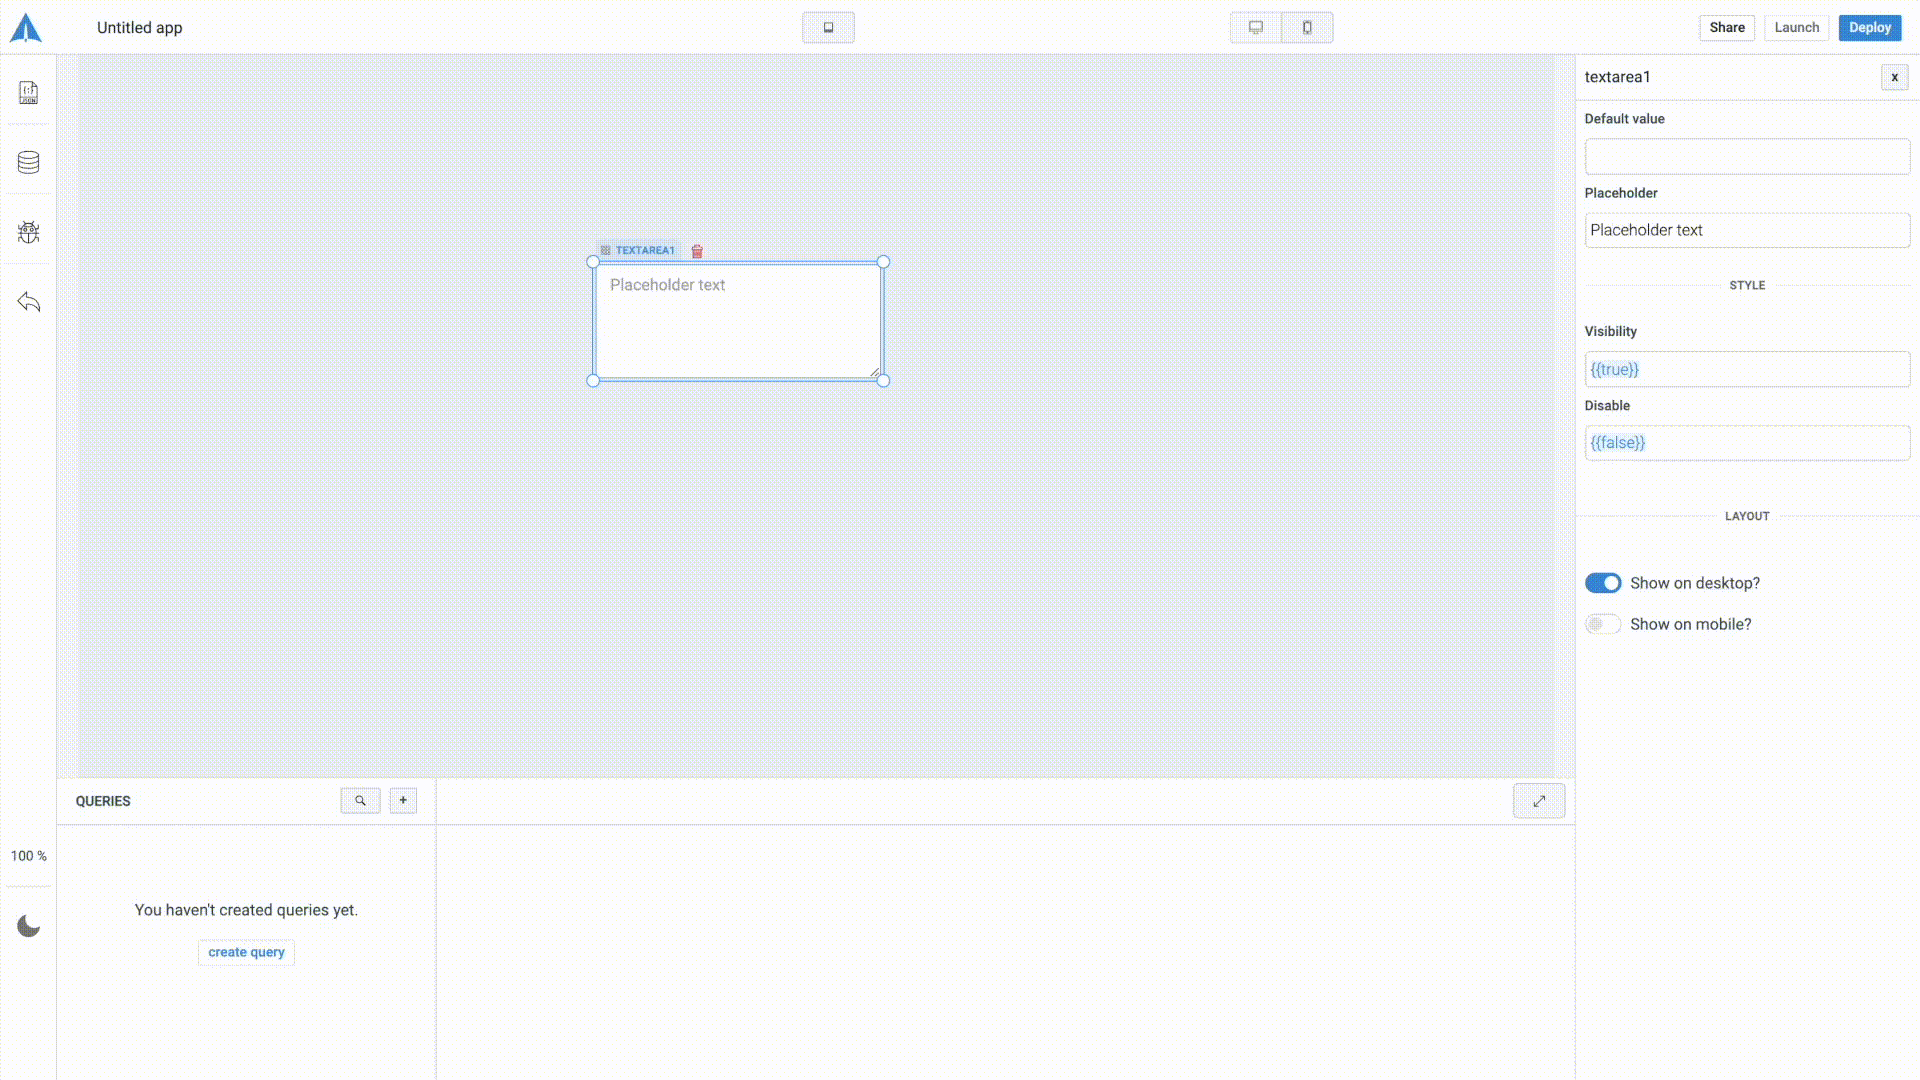 Untitled app
Share
Launch
Deploy
{;}
JSON
TEXTAREA1
Placeholder text
textarea1
x
Default value
Placeholder
Placeholder text
STYLE
Visibility
{{true}}
Disable
{{false}}
LAYOUT
Show on desktop?
Show on mobile?
QUERIES
+
You haven't created queries yet.
create query
100 %